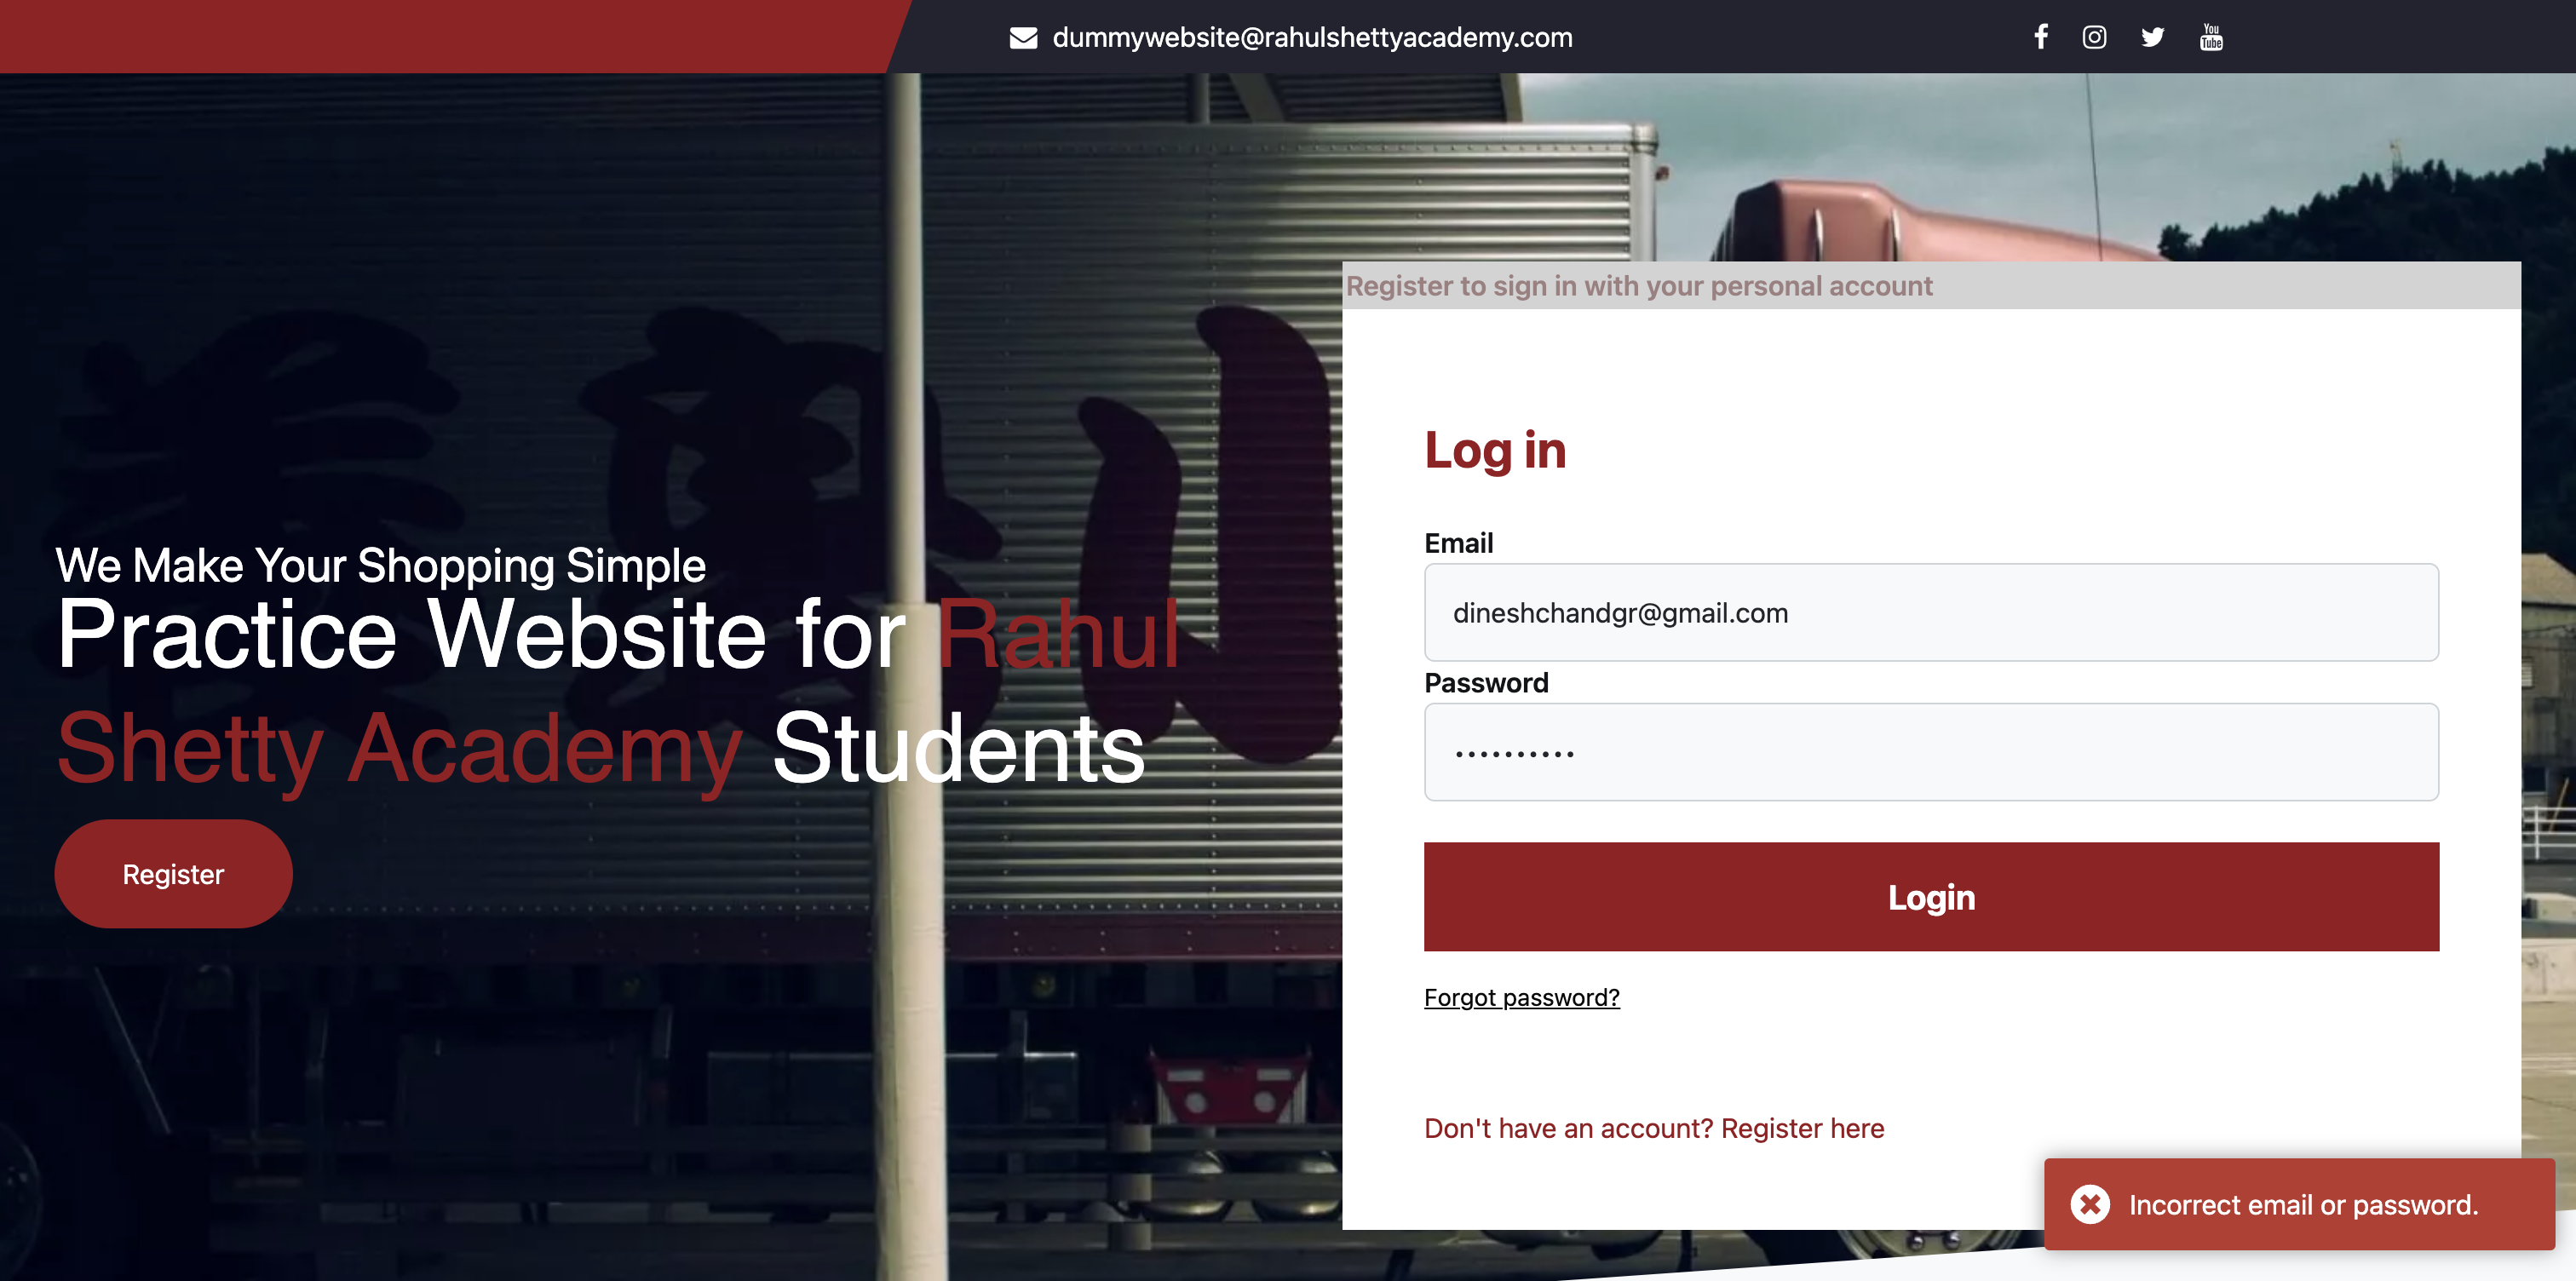 dummywebsite@rahulshettyacademy.com
Register to sign in with your personal account
We Make Your Shopping Simple
Practice Website for Rahul
Shetty Academy Students
Register
Log in
Email
dineshchandgr@gmail.com
Password
Login
Forgot password?
Don't have an account? Register here
Incorrect email or password.